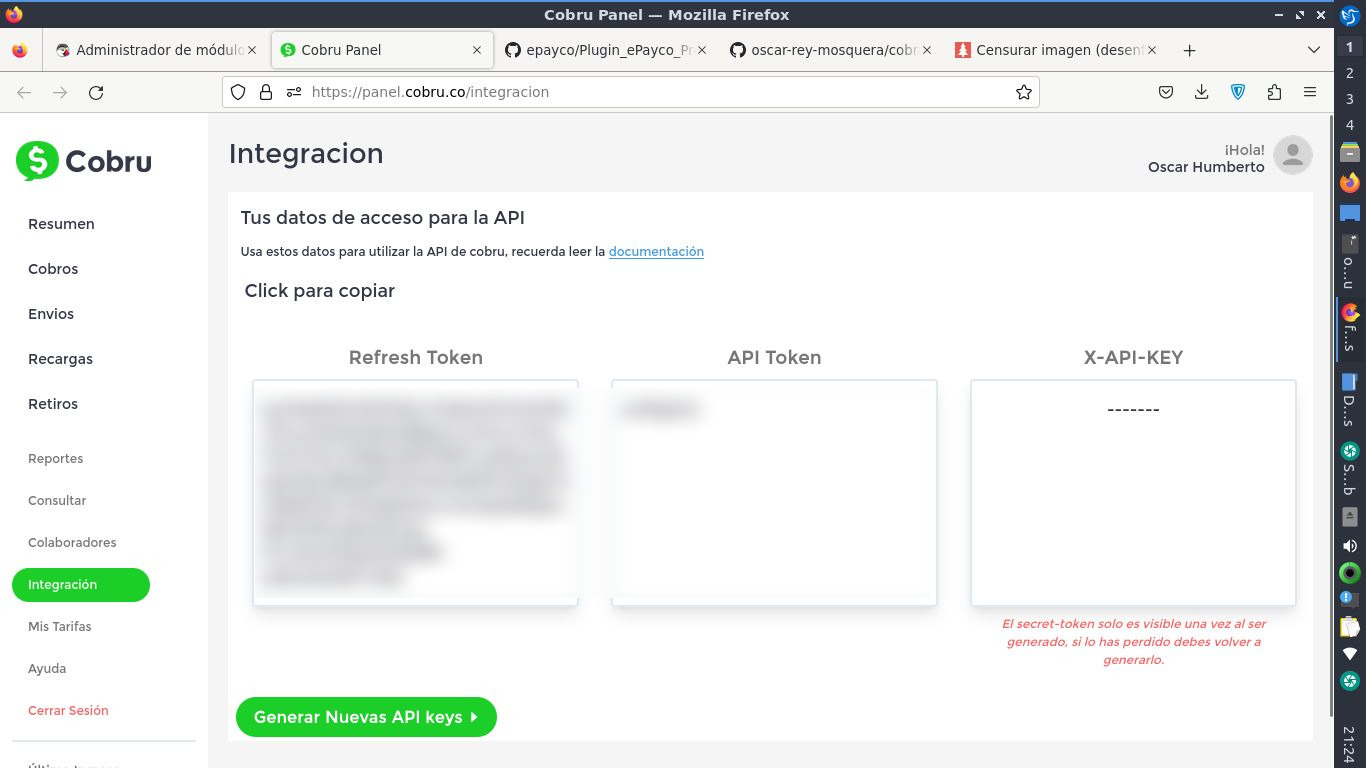 Cobru Panel — Mozilla Firefox
Administrador de módulo
Cobru Panel
epayco/Plugin_ePayco_Pr
oscar-rey-mosquera/cobr
Censurar imagen (desenf
https://panel.cobru.co/integracion
Cobru
Resumen
Cobros
Envios
Recargas
Retiros
Reportes
Consultar
Colaboradores
Integración
Mis Tarifas
Ayuda
Cerrar Sesión
Integracion
¡Hola!
Oscar Humberto
Tus datos de acceso para la API
Usa estos datos para utilizar la API de cobru, recuerda leer la documentación
Click para copiar
Refresh Token
API Token
X-API-KEY
-------
El secret-token solo es visible una vez al ser
generado, si lo has perdido debes volver a
generarlo.
Generar Nuevas API keys
1
2
3
4
o...u
f...s
D...s
S...b
21:24